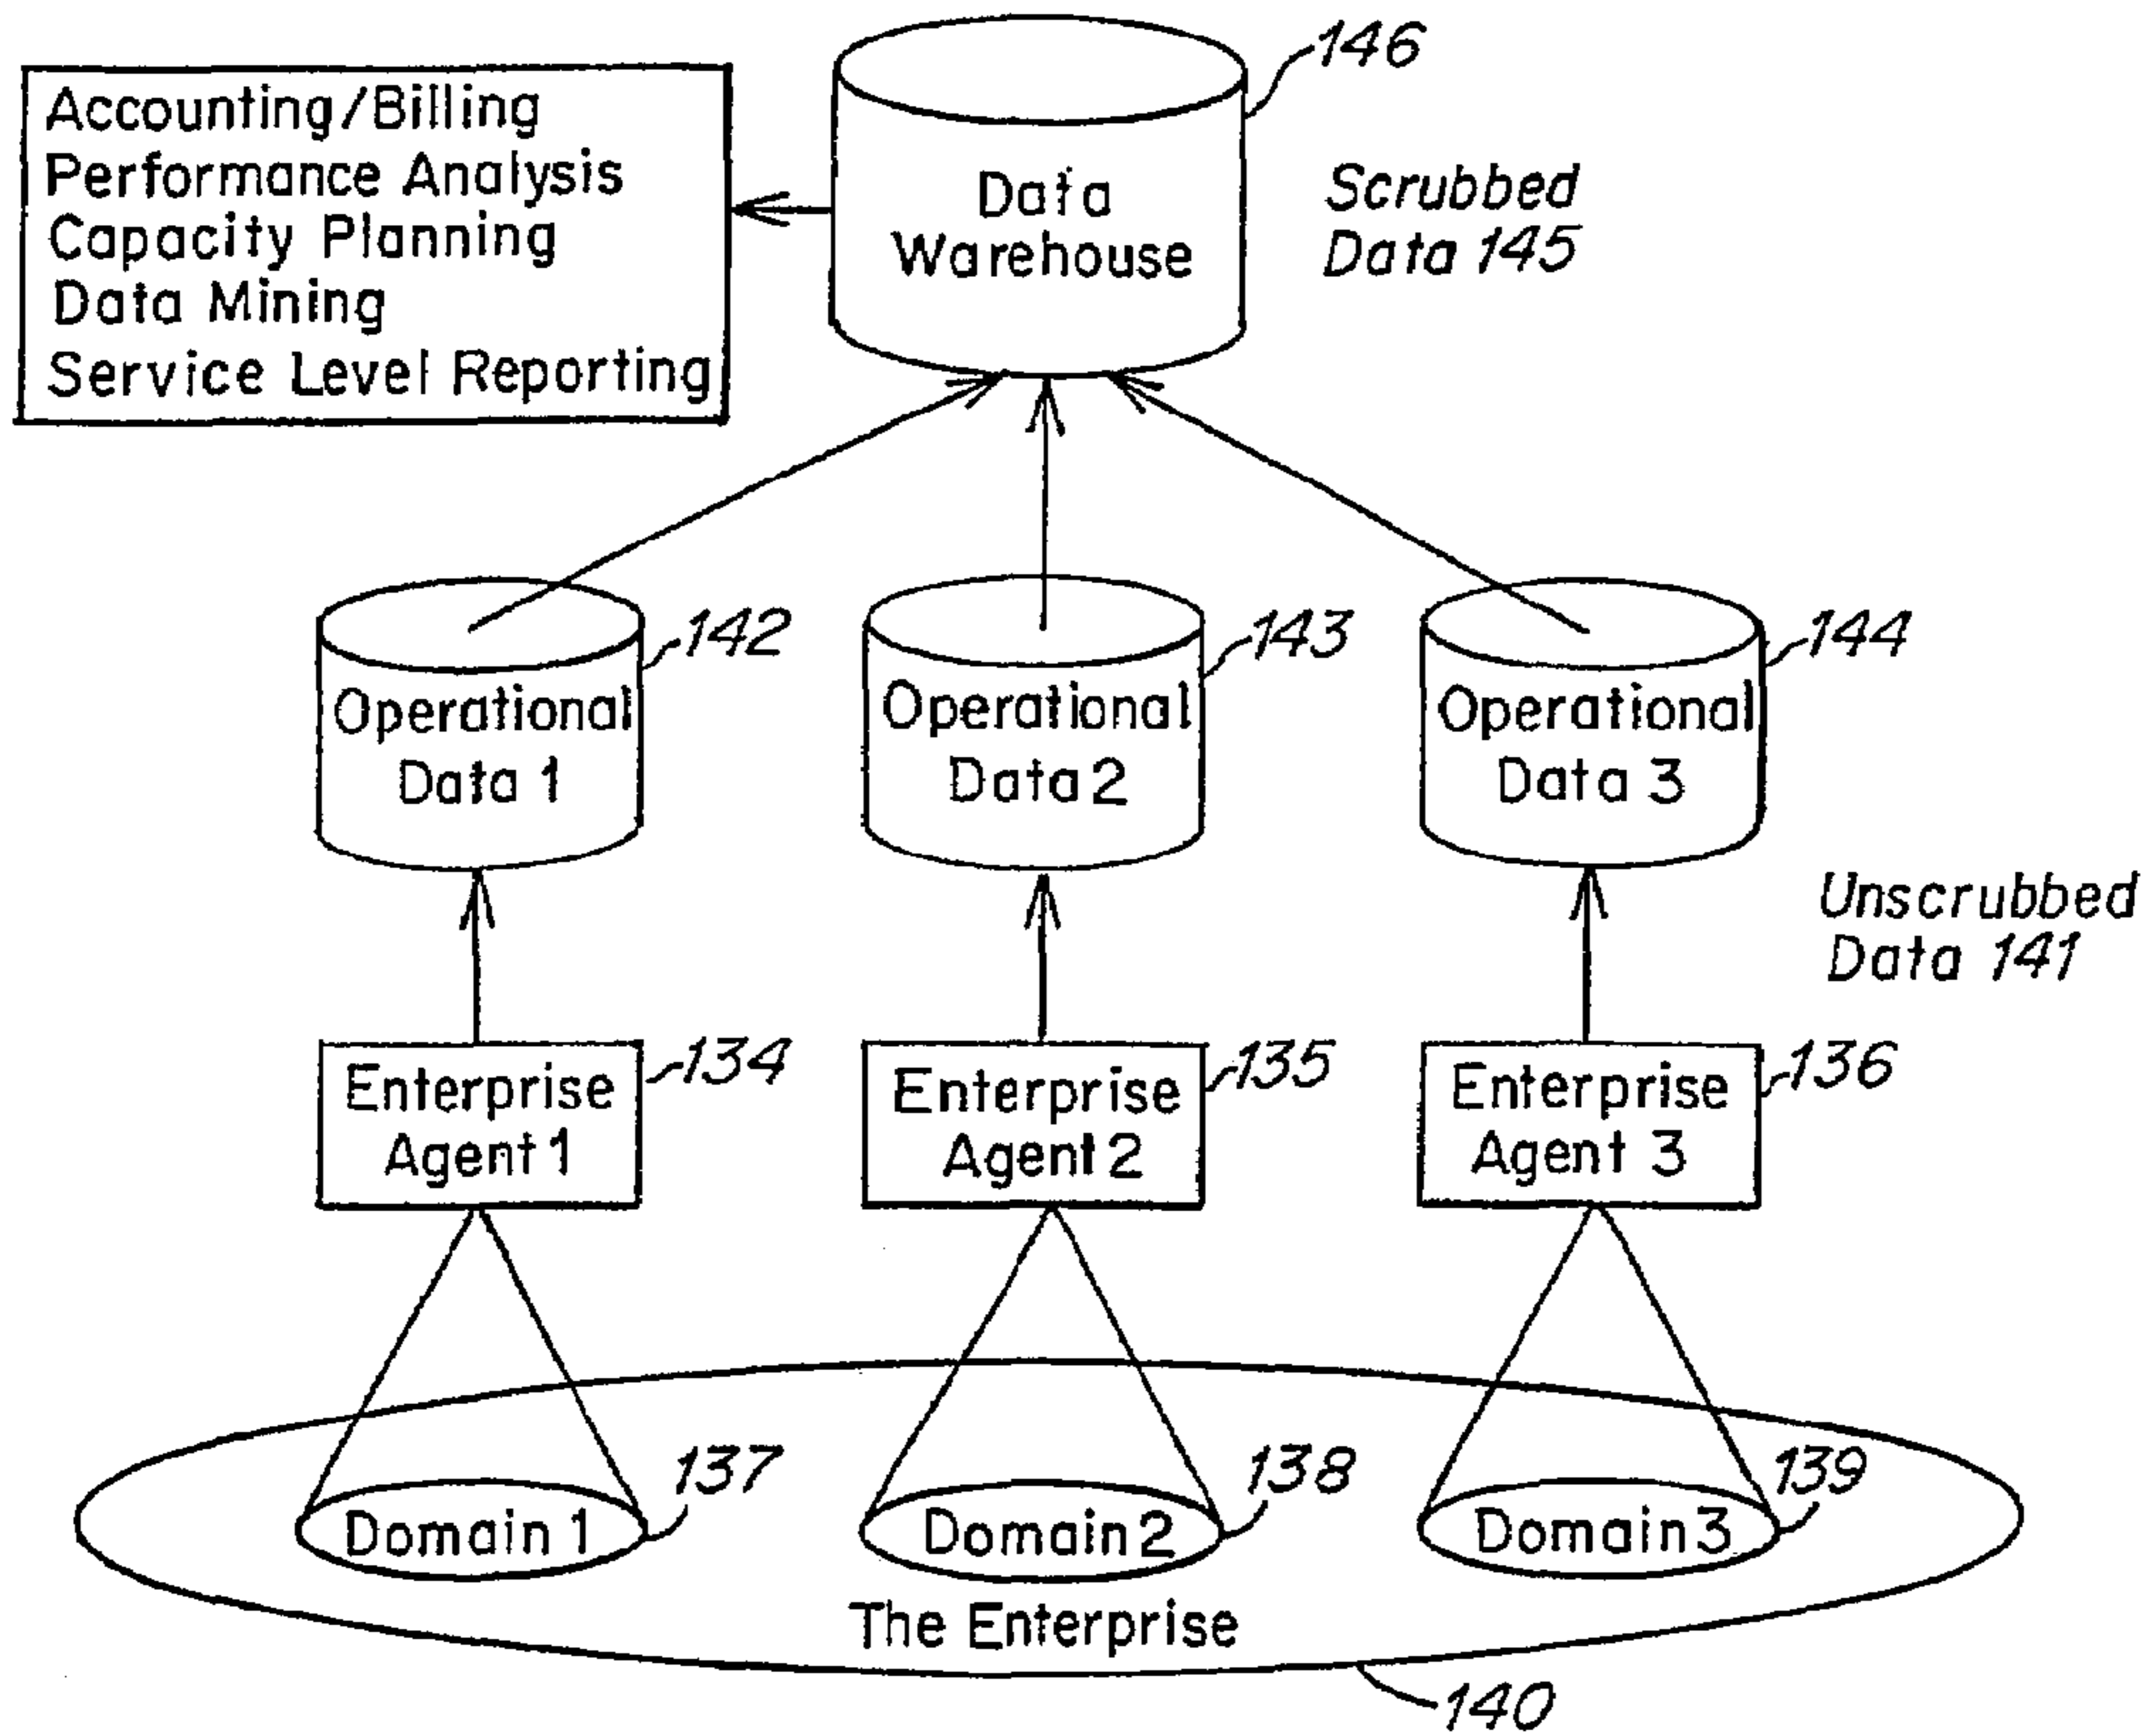 146
Accounting/Billing
Performance Analysis
Capacity Planning
Data Mining
Service Level Reporting
Data
Warehouse
Scrubbed
Data 145
142
143
144
Operational
Data 1
Operational
Data 2
Operational
Data 3
Unscrubbed
Data 141
134
135
136
Enterprise
Agent 1
Enterprise
Agent 2
Enterprise
Agent 3
137
138
139
Domain 1
Domain 2
Domain 3
The Enterprise
140